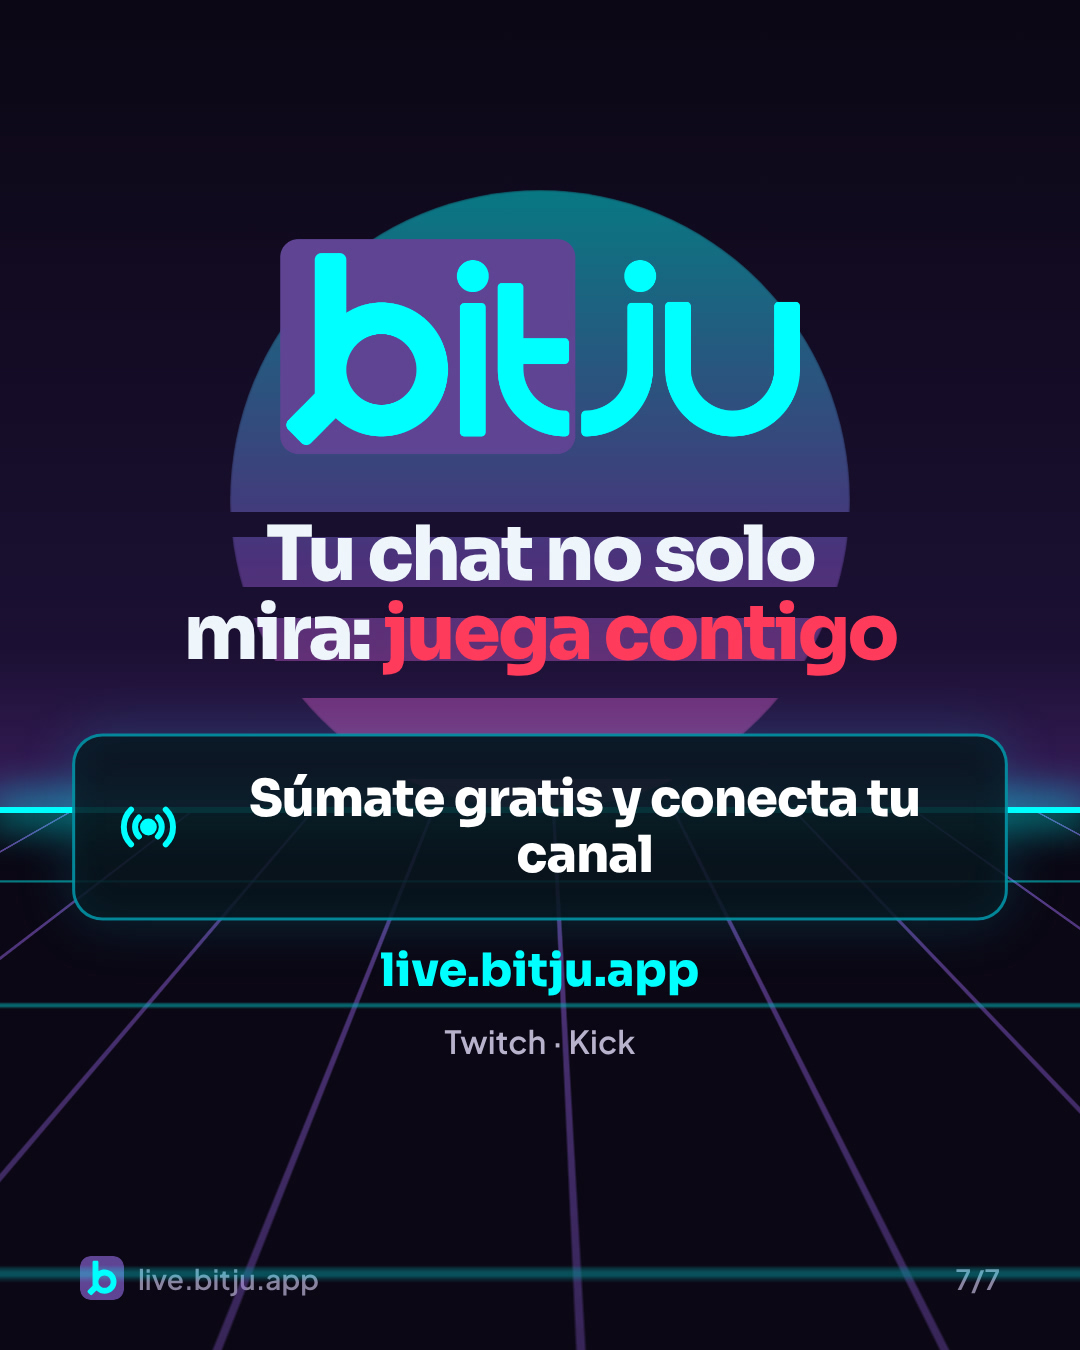 bitju
Tu chat no solo
mira: juega contigo
Súmate gratis y conecta tu
canal
live.bitju.app
Twitch · Kick
b live.bitju.app
7/7